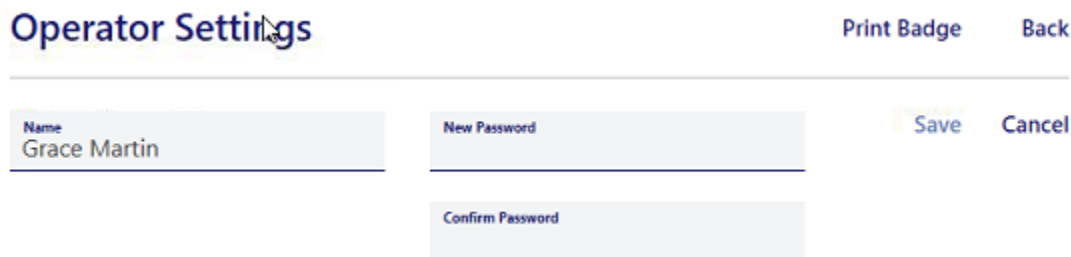 Operator Settings
Print Badge
Back
Name
Grace Martin
New Password
Save
Cancel
Confirm Password